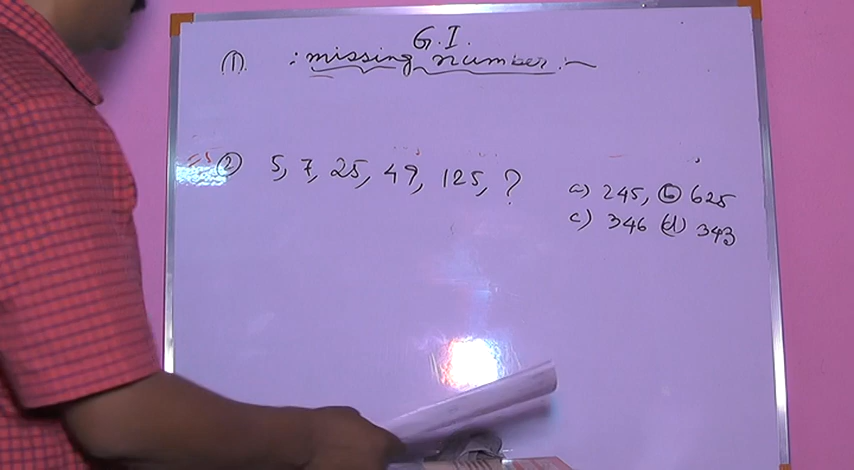 G.I.
①. : missing number :-
② 5, 7, 25, 49, 125, ?
a) 245, ⓑ 625
c) 346 (d) 343